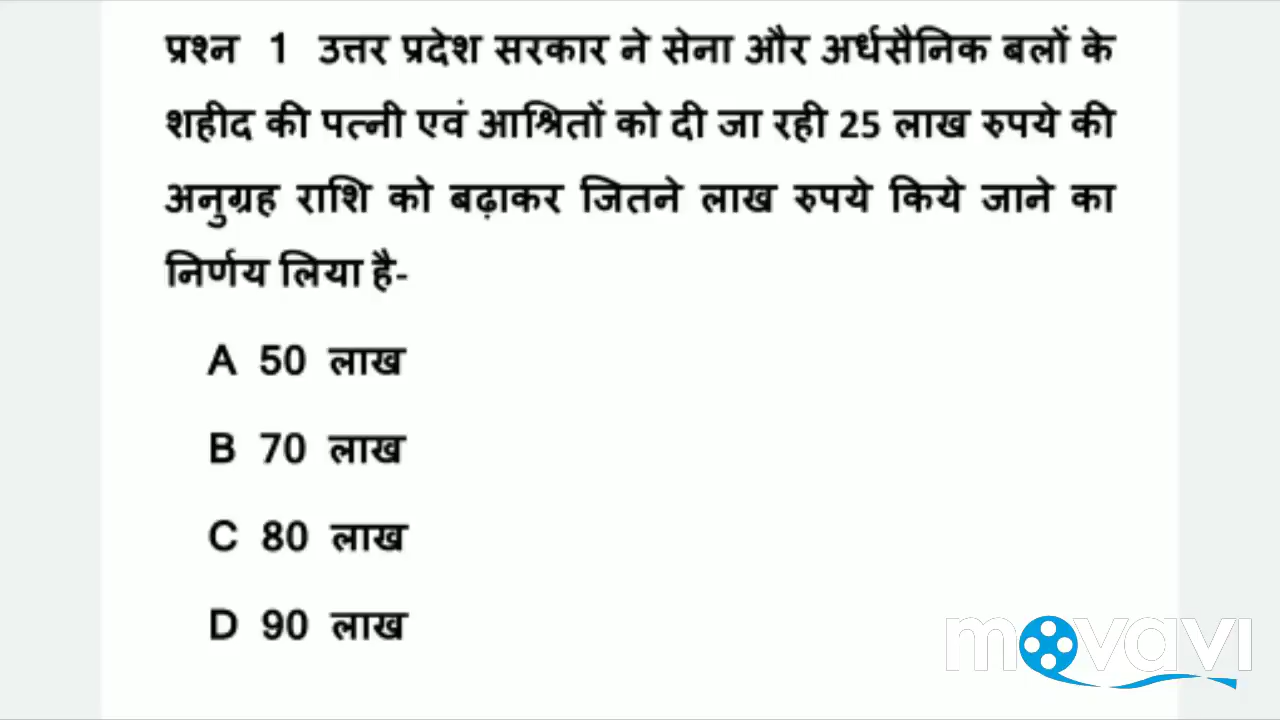 प्रश्न 1 उत्तर प्रदेश सरकार ने सेना और अर्धसैनिक बलों के
शहीद की पत्नी एवं आश्रितों को दी जा रही 25 लाख रुपये की
अनुग्रह राशि को बढ़ाकर जितने लाख रुपये किये जाने का
निर्णय लिया है-
A 50 लाख
B 70 लाख
C 80 लाख
D 90 लाख
movavi